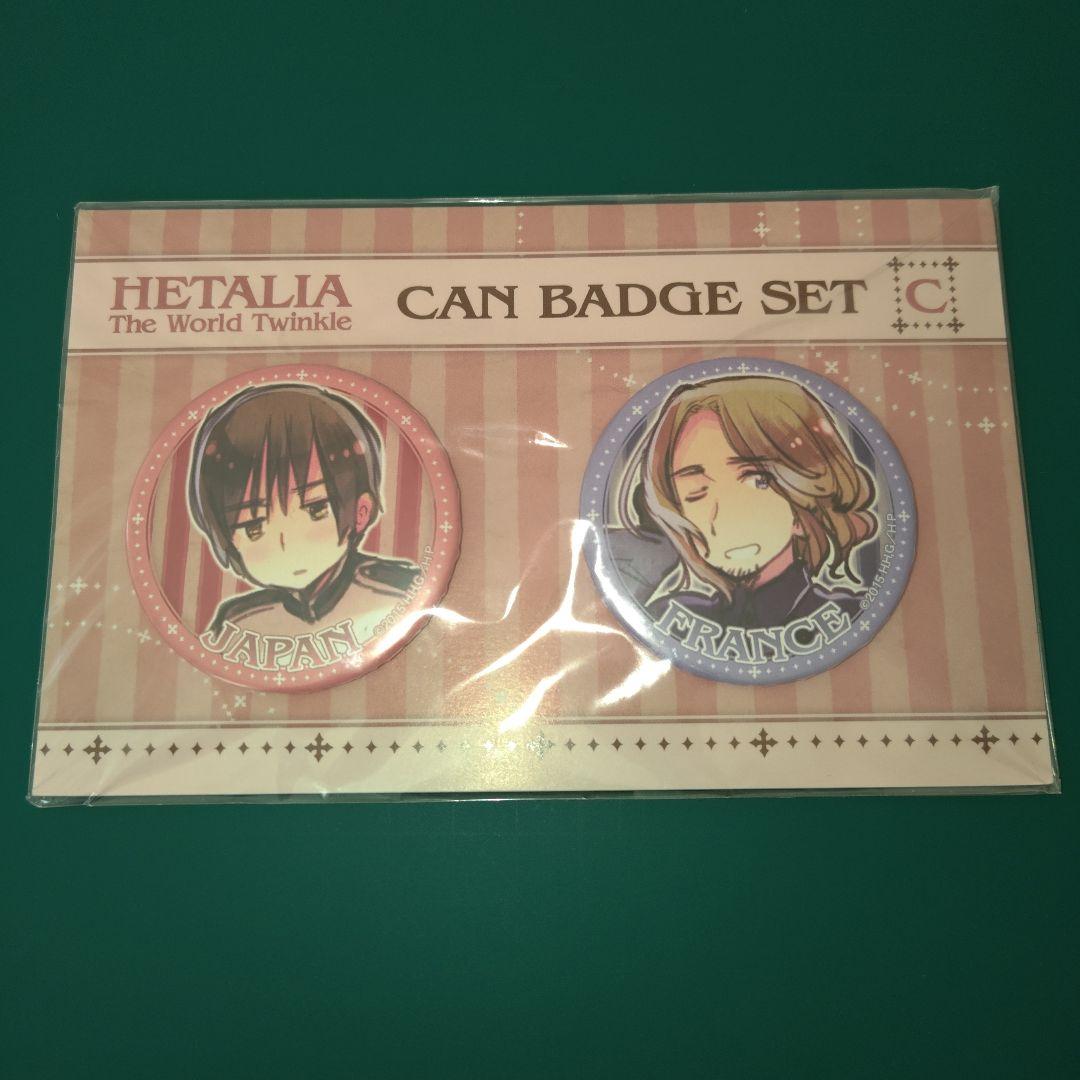 HETALIA
The World Twinkle
CAN BADGE SET
C
JAPAN
©2015 H.H,G./H.P
FRANCE
©2015 H.H,G./H.P